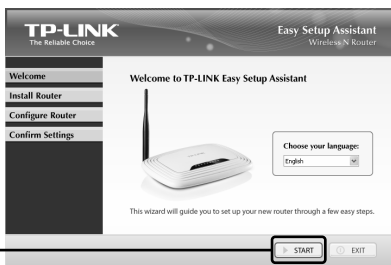 TP-LINK
The Reliable Choice
Easy Setup Assistant
Wireless N Router
Welcome
Install Router
Configure Router
Confirm Settings
Welcome to TP-LINK Easy Setup Assistant
Choose your language:
English
This wizard will guide you to set up your new router through a few easy steps.
START
EXIT